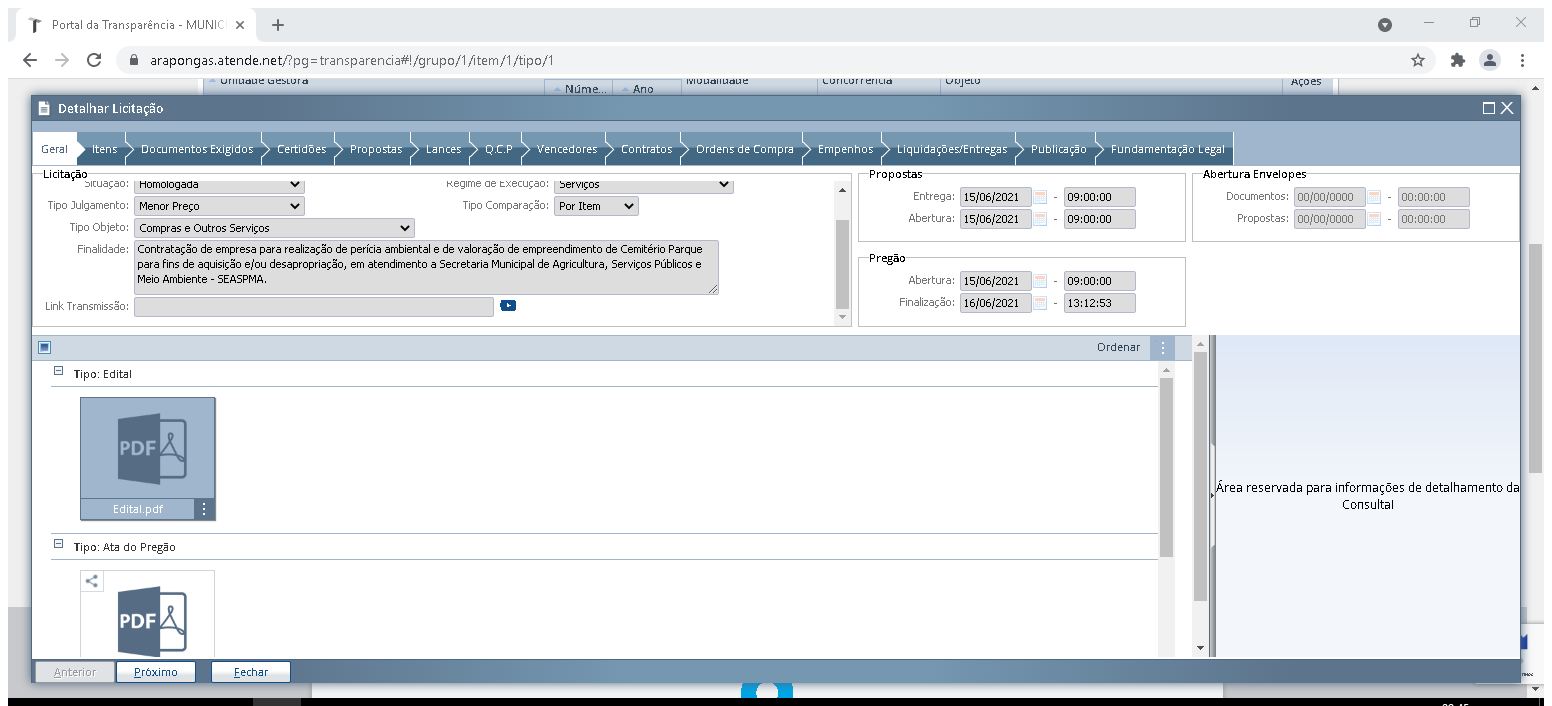 Portal da Transparência - MUNICI
arapongas.atende.net/?pg=transparencia#!/grupo/1/item/1/tipo/1
Unidade Gestora Núme... Ano Modalidade Concorrência Objeto Ações
Detalhar Licitação
Geral Itens Documentos Exigidos Certidões Propostas Lances Q.C.P Vencedores Contratos Ordens de Compra Empenhos Liquidações/Entregas Publicação Fundamentação Legal
Licitação
Situação: Homologada Regime de Execução: Serviços
Tipo Julgamento: Menor Preço Tipo Comparação: Por Item
Tipo Objeto: Compras e Outros Serviços
Finalidade: Contratação de empresa para realização de perícia ambiental e de valoração de empreendimento de Cemitério Parque
para fins de aquisição e/ou desapropriação, em atendimento a Secretaria Municipal de Agricultura, Serviços Públicos e
Meio Ambiente - SEASPMA.
Link Transmissão:
Propostas
Entrega: 15/06/2021 - 09:00:00
Abertura: 15/06/2021 - 09:00:00
Pregão
Abertura: 15/06/2021 - 09:00:00
Finalização: 16/06/2021 - 13:12:53
Abertura Envelopes
Documentos: 00/00/0000 - 00:00:00
Propostas: 00/00/0000 - 00:00:00
Ordenar
Tipo: Edital
PDF
Edital.pdf
Tipo: Ata do Pregão
PDF
Área reservada para informações de detalhamento da
Consulta!
Anterior Próximo Fechar